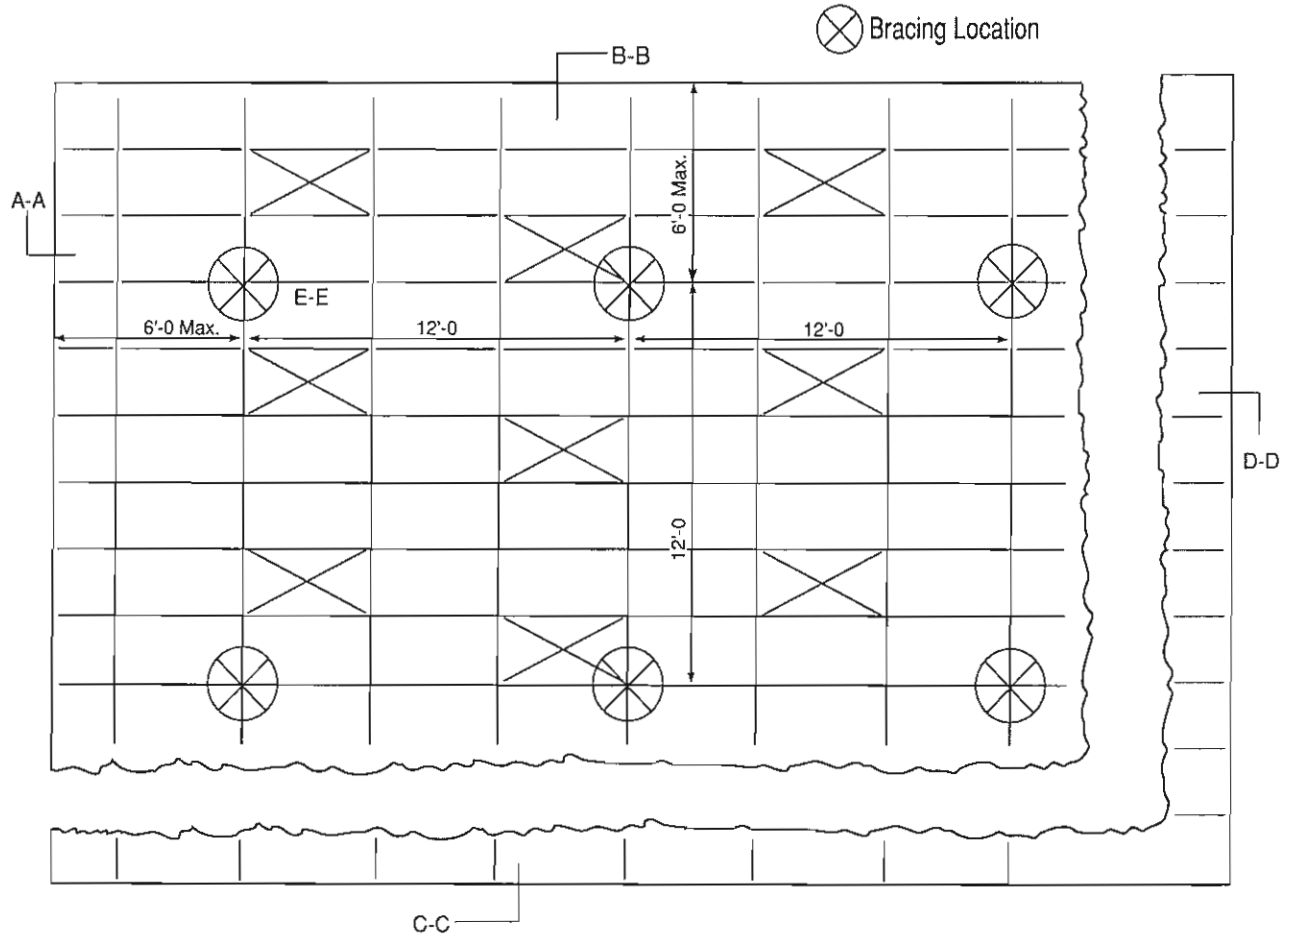 Bracing Location
B-B
A-A
6'-0 Max.
E-E
6'-0 Max.
12'-0
12'-0
D-D
12'-0
C-C